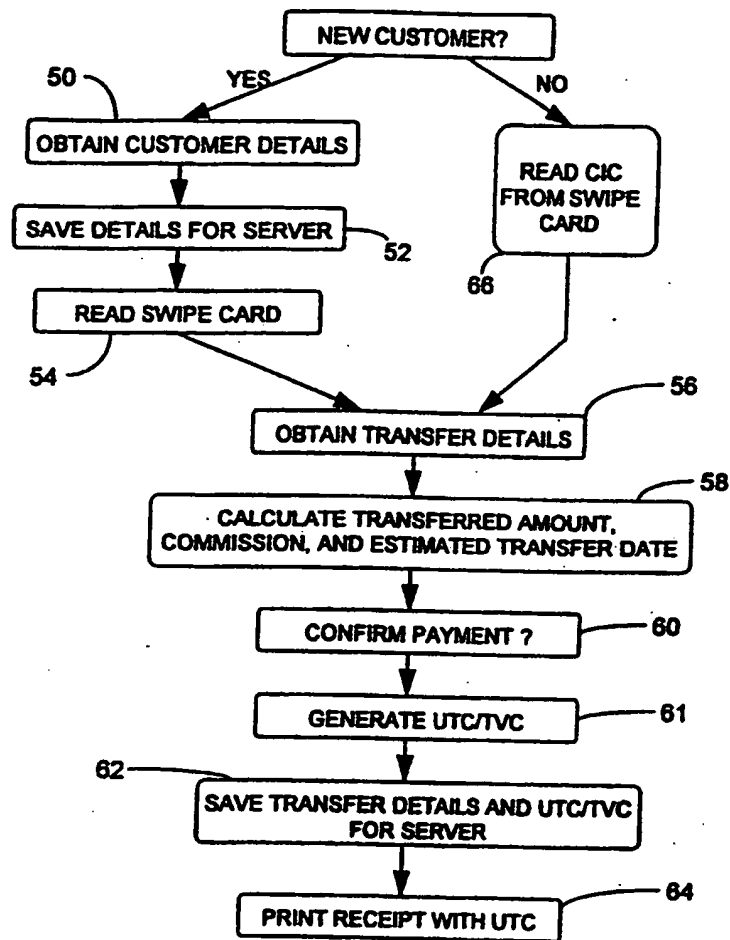 NEW CUSTOMER?
YES
NO
50
OBTAIN CUSTOMER DETAILS
READ CIC
FROM SWIPE
CARD
66
SAVE DETAILS FOR SERVER
52
READ SWIPE CARD
54
56
OBTAIN TRANSFER DETAILS
58
CALCULATE TRANSFERRED AMOUNT,
COMMISSION, AND ESTIMATED TRANSFER DATE
CONFIRM PAYMENT ?
60
GENERATE UTC/TVC
61
62
SAVE TRANSFER DETAILS AND UTC/TVC
FOR SERVER
64
PRINT RECEIPT WITH UTC